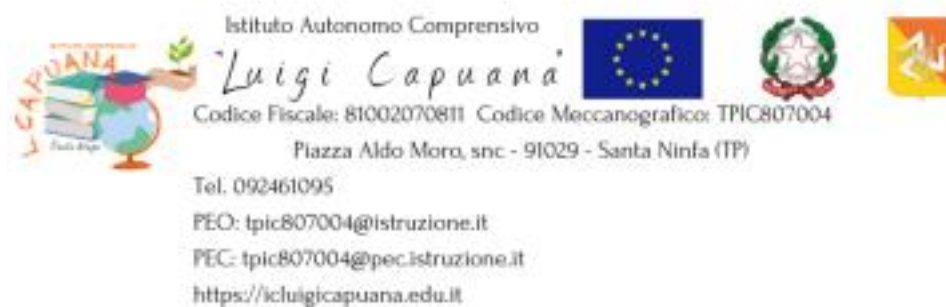 Istituto Autonomo Comprensivo
"Luigi Capuana"
L. CAPUANA
Codice Fiscale: 81002070811 Codice Meccanografico: TPIC807004
Piazza Aldo Moro, snc - 91029 - Santa Ninfa (TP)
Tel. 092461095
PEO: tpic807004@istruzione.it
PEC: tpic807004@pec.istruzione.it
https://icluigicapuana.edu.it